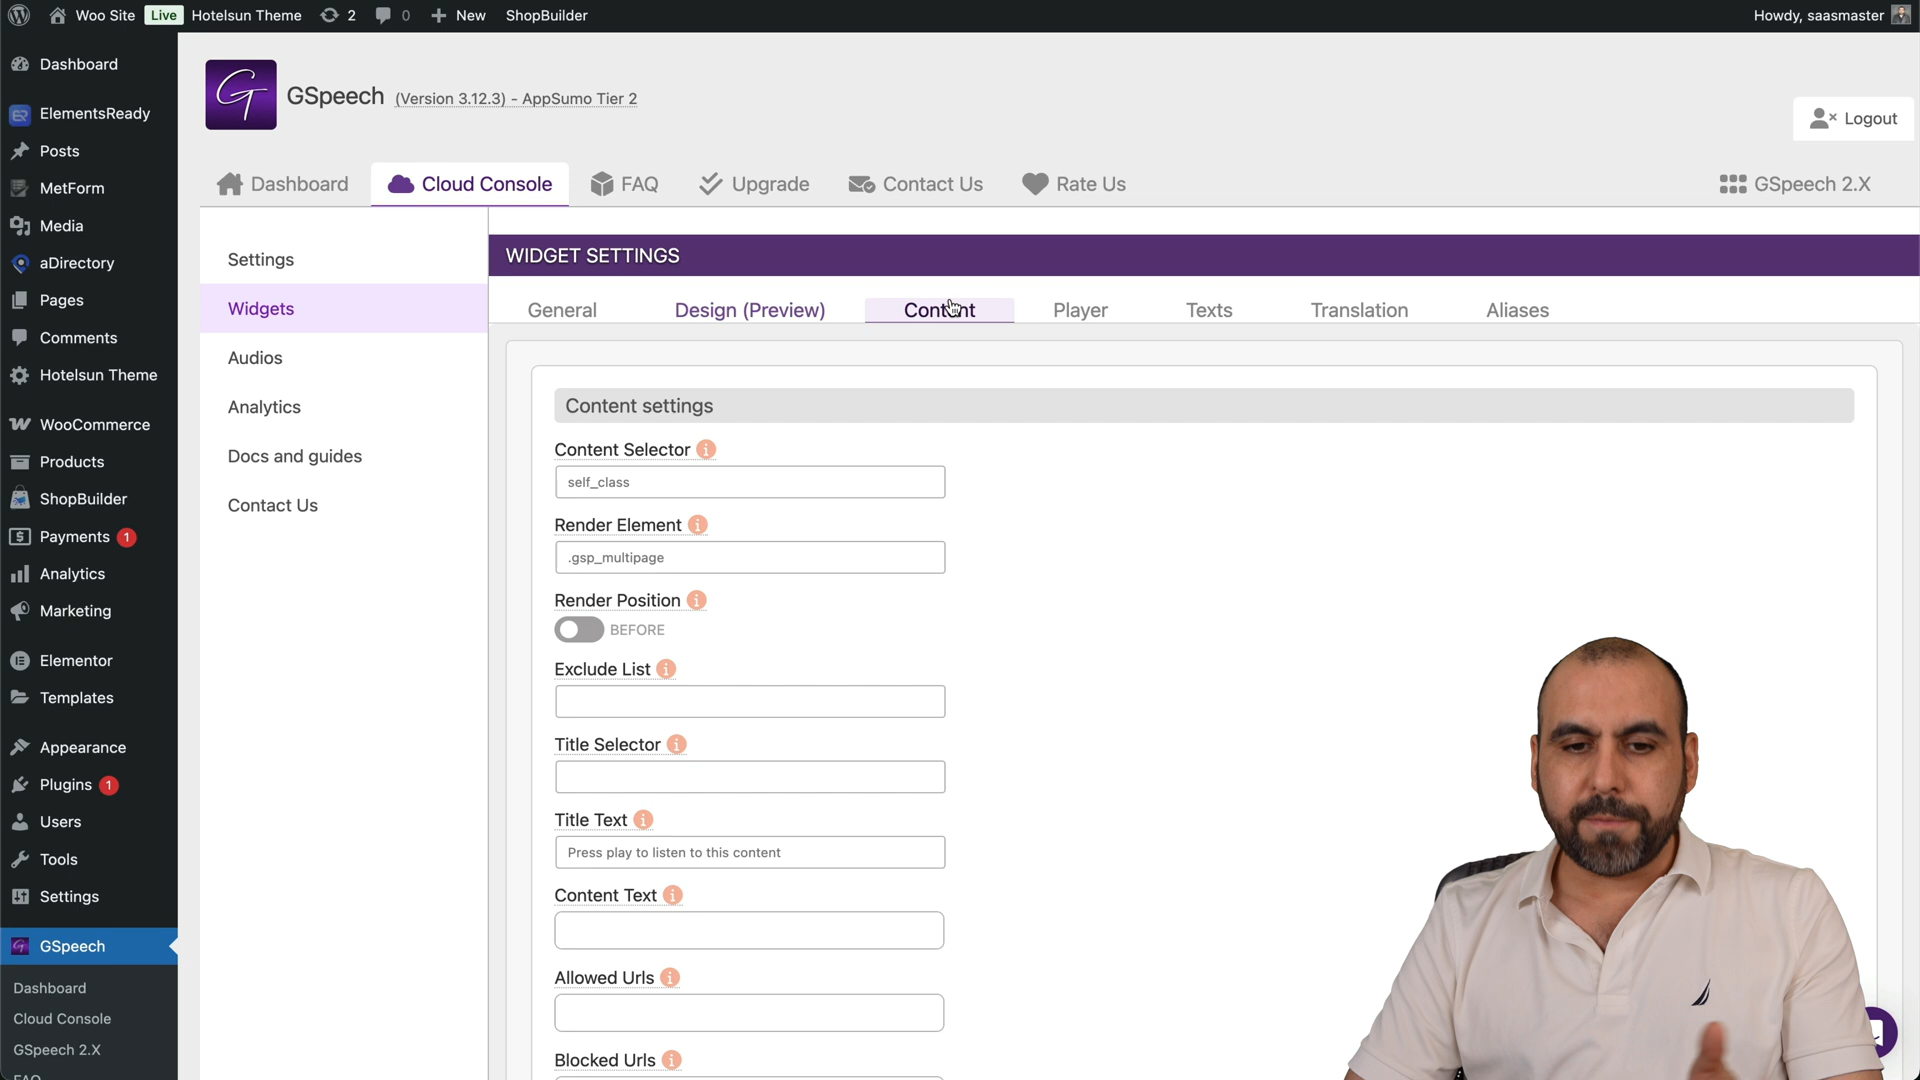 Woo Site Live Hotelsun Theme 2 0 New ShopBuilder Howdy, saasmaster
Dashboard
ElementsReady
Posts
MetForm
Media
aDirectory
Pages
Comments
Hotelsun Theme
WooCommerce
Products
ShopBuilder
Payments 1
Analytics
Marketing
Elementor
Templates
Appearance
Plugins 1
Users
Tools
Settings
GSpeech
Dashboard
Cloud Console
GSpeech 2.X
FAQ
GSpeech (Version 3.12.3) - AppSumo Tier 2
Logout
Dashboard Cloud Console FAQ Upgrade Contact Us Rate Us GSpeech 2.X
Settings
Widgets
Audios
Analytics
Docs and guides
Contact Us
WIDGET SETTINGS
General Design (Preview) Content Player Texts Translation Aliases
Content settings
Content Selector
self_class
Render Element
.gsp_multipage
Render Position
BEFORE
Exclude List
Title Selector
Title Text
Press play to listen to this content
Content Text
Allowed Urls
Blocked Urls